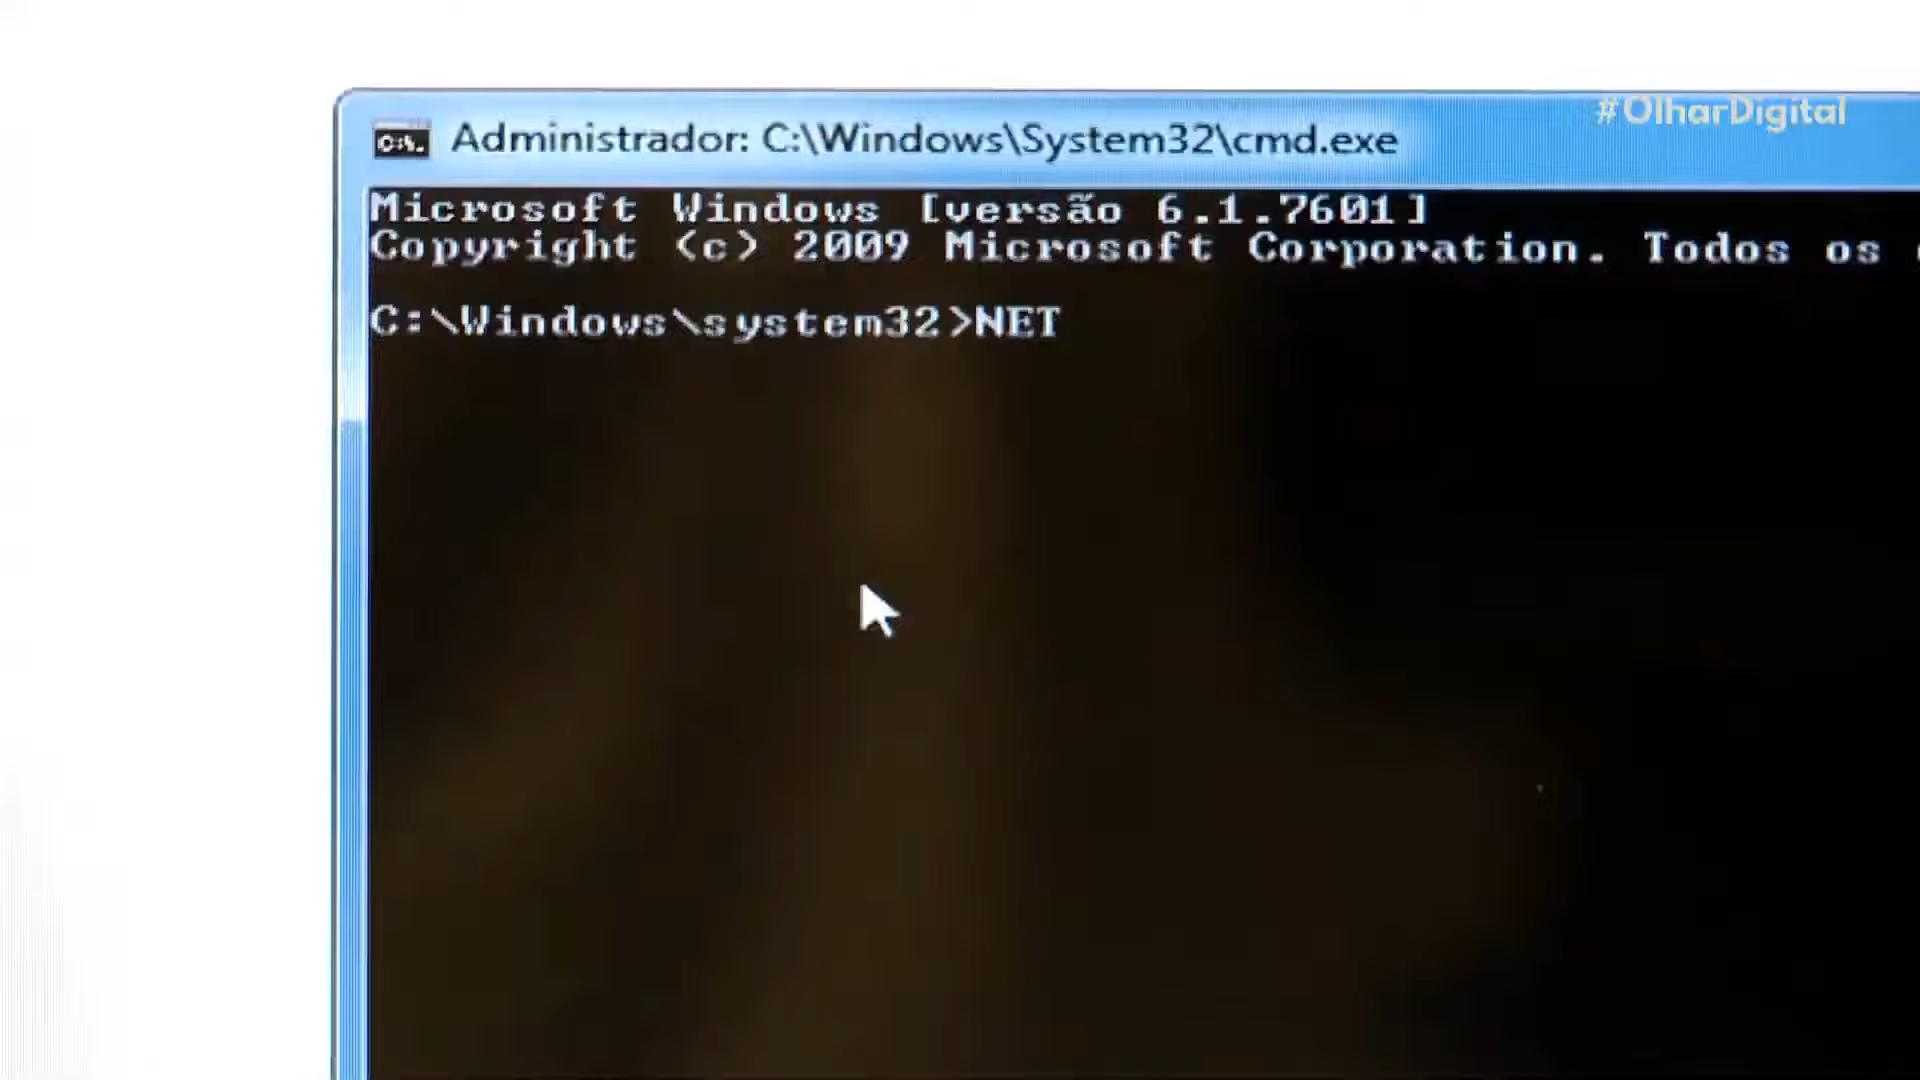 #OlharDigital
C:\.
Administrador: C:\Windows\System32\cmd.exe
Microsoft Windows [versão 6.1.7601]
Copyright (c) 2009 Microsoft Corporation. Todos os
C:\Windows\system32>NET